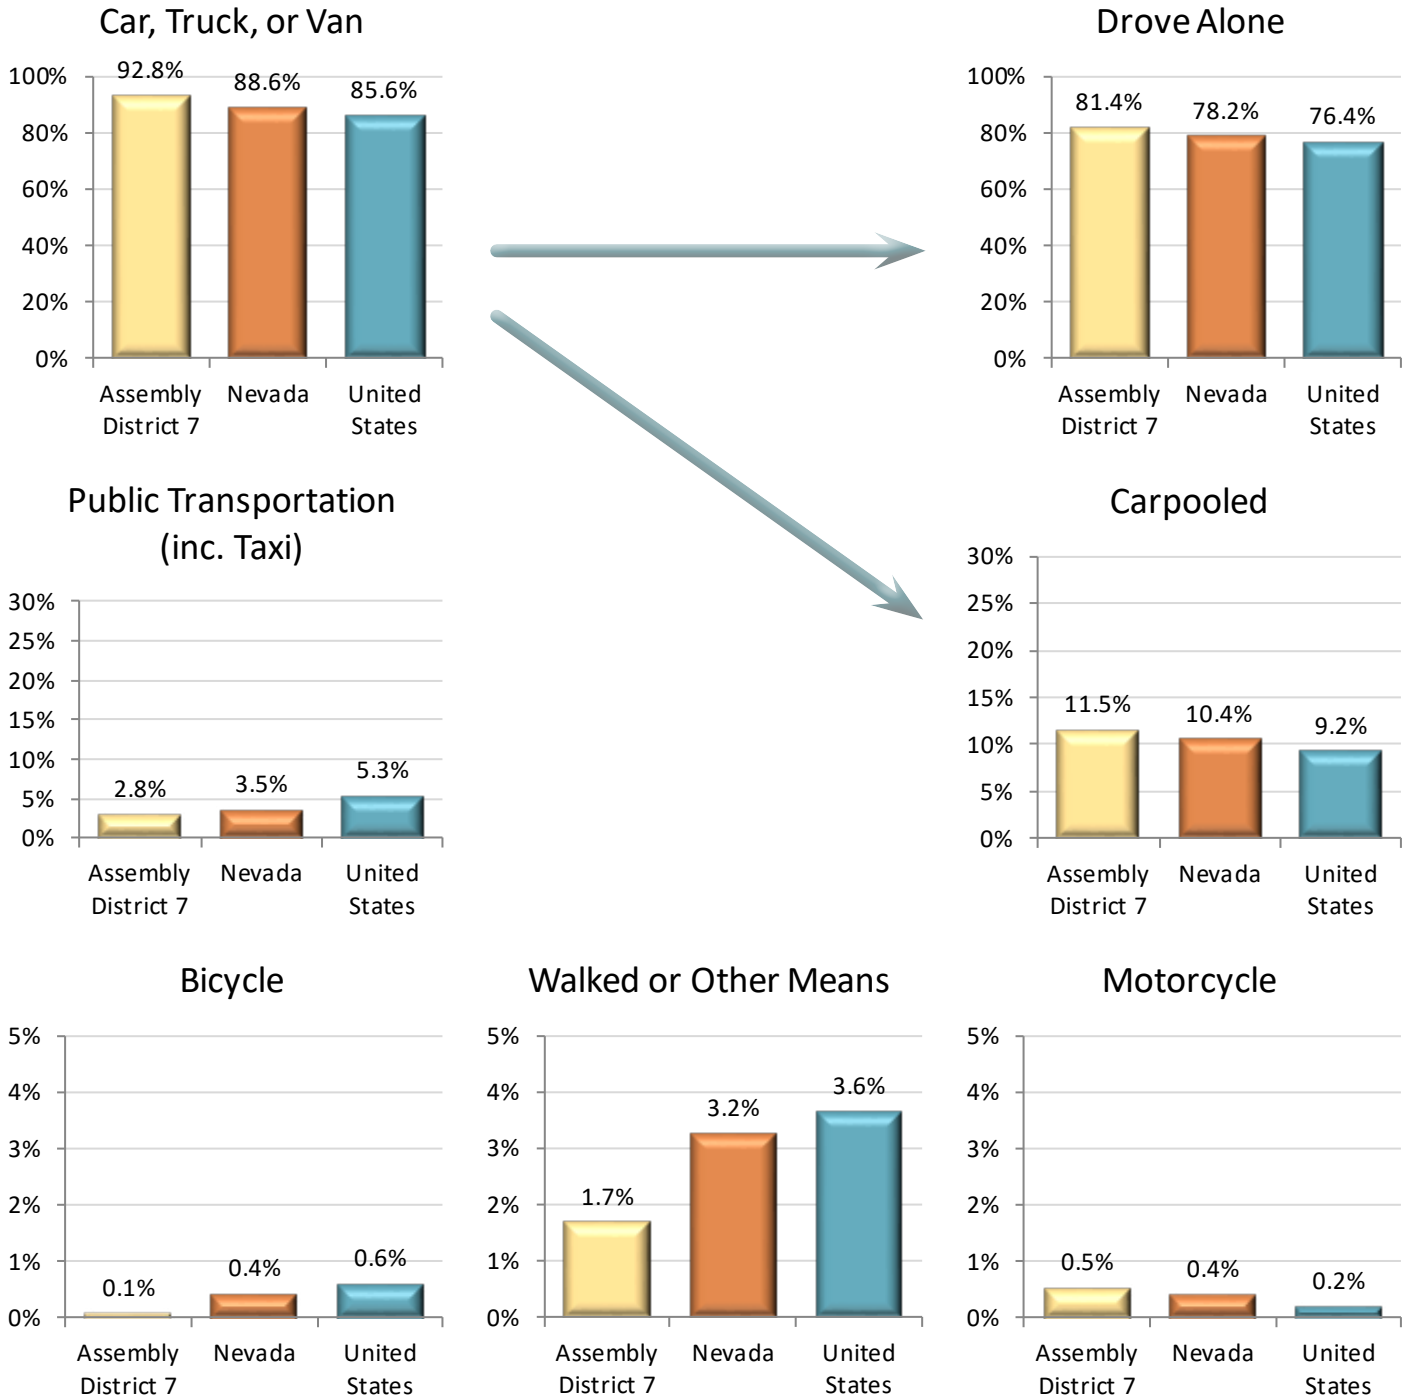 Car, Truck, or Van
100%
80%
60%
40%
20%
0%
92.8%
88.6%
85.6%
Assembly
District 7
Nevada
United
States
Drove Alone
100%
80%
60%
40%
20%
0%
81.4%
78.2%
76.4%
Assembly
District 7
Nevada
United
States
Public Transportation
(inc. Taxi)
30%
25%
20%
15%
10%
5%
0%
2.8%
3.5%
5.3%
Assembly
District 7
Nevada
United
States
Carpooled
30%
25%
20%
15%
10%
5%
0%
11.5%
10.4%
9.2%
Assembly
District 7
Nevada
United
States
Bicycle
5%
4%
3%
2%
1%
0%
0.1%
0.4%
0.6%
Assembly
District 7
Nevada
United
States
Walked or Other Means
5%
4%
3%
2%
1%
0%
1.7%
3.2%
3.6%
Assembly
District 7
Nevada
United
States
Motorcycle
5%
4%
3%
2%
1%
0%
0.5%
0.4%
0.2%
Assembly
District 7
Nevada
United
States